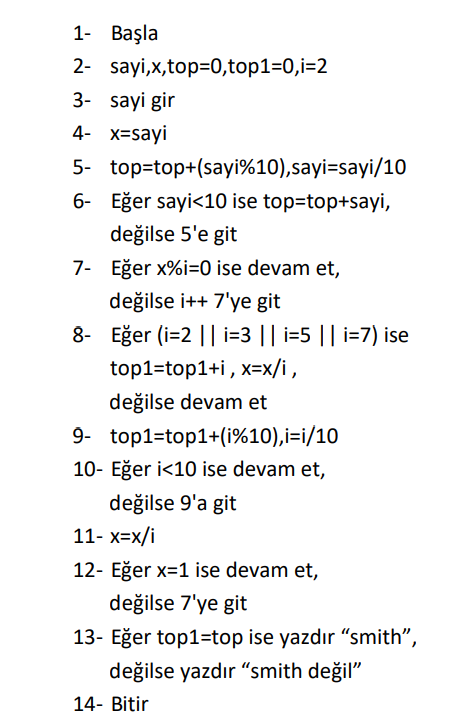 1- Başla
2- sayi,x,top=0,top1=0,i=2
3- sayi gir
4- x=sayi
5- top=top+(sayi%10),sayi=sayi/10
6- Eğer sayi<10 ise top=top+sayi,
değilse 5'e git
7- Eğer x%i=0 ise devam et,
değilse i++ 7'ye git
8- Eğer (i=2 || i=3 || i=5 || i=7) ise
top1=top1+i , x=x/i ,
değilse devam et
9- top1=top1+(i%10),i=i/10
10- Eğer i<10 ise devam et,
değilse 9'a git
11- x=x/i
12- Eğer x=1 ise devam et,
değilse 7'ye git
13- Eğer top1=top ise yazdır “smith”,
değilse yazdır “smith değil”
14- Bitir